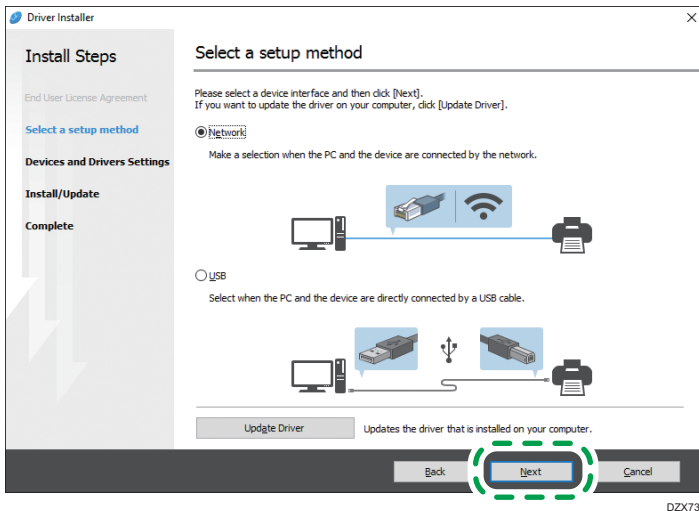 Driver Installer
Install Steps
Select a setup method
End User License Agreement
Select a setup method
Devices and Drivers Settings
Install/Update
Complete
Please select a device interface and then click [Next].
If you want to update the driver on your computer, click [Update Driver].
Network
Make a selection when the PC and the device are connected by the network.
USB
Select when the PC and the device are directly connected by a USB cable.
Update Driver
Updates the driver that is installed on your computer.
Back
Next
Cancel
DZX73